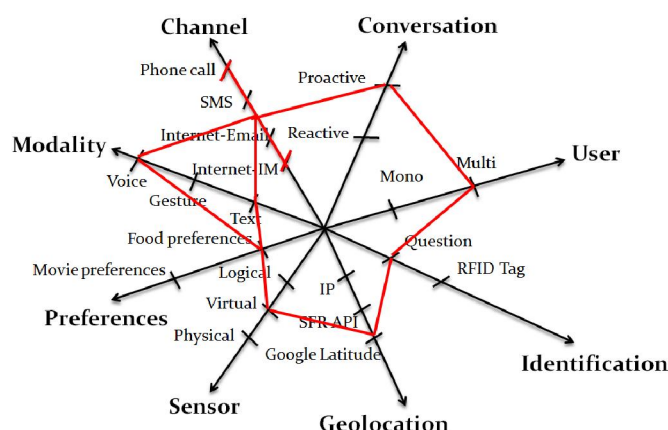 Channel
Conversation
Phone call
Proactive
SMS
Internet-Email
Reactive
Modality
User
Internet-IM
Multi
Voice
Mono
Gesture
Text
Food preferences
Question
Movie preferences
Logical
RFID Tag
IP
Virtual
Preferences
SFR API
Physical
Google Latitude
Identification
Sensor
Geolocation